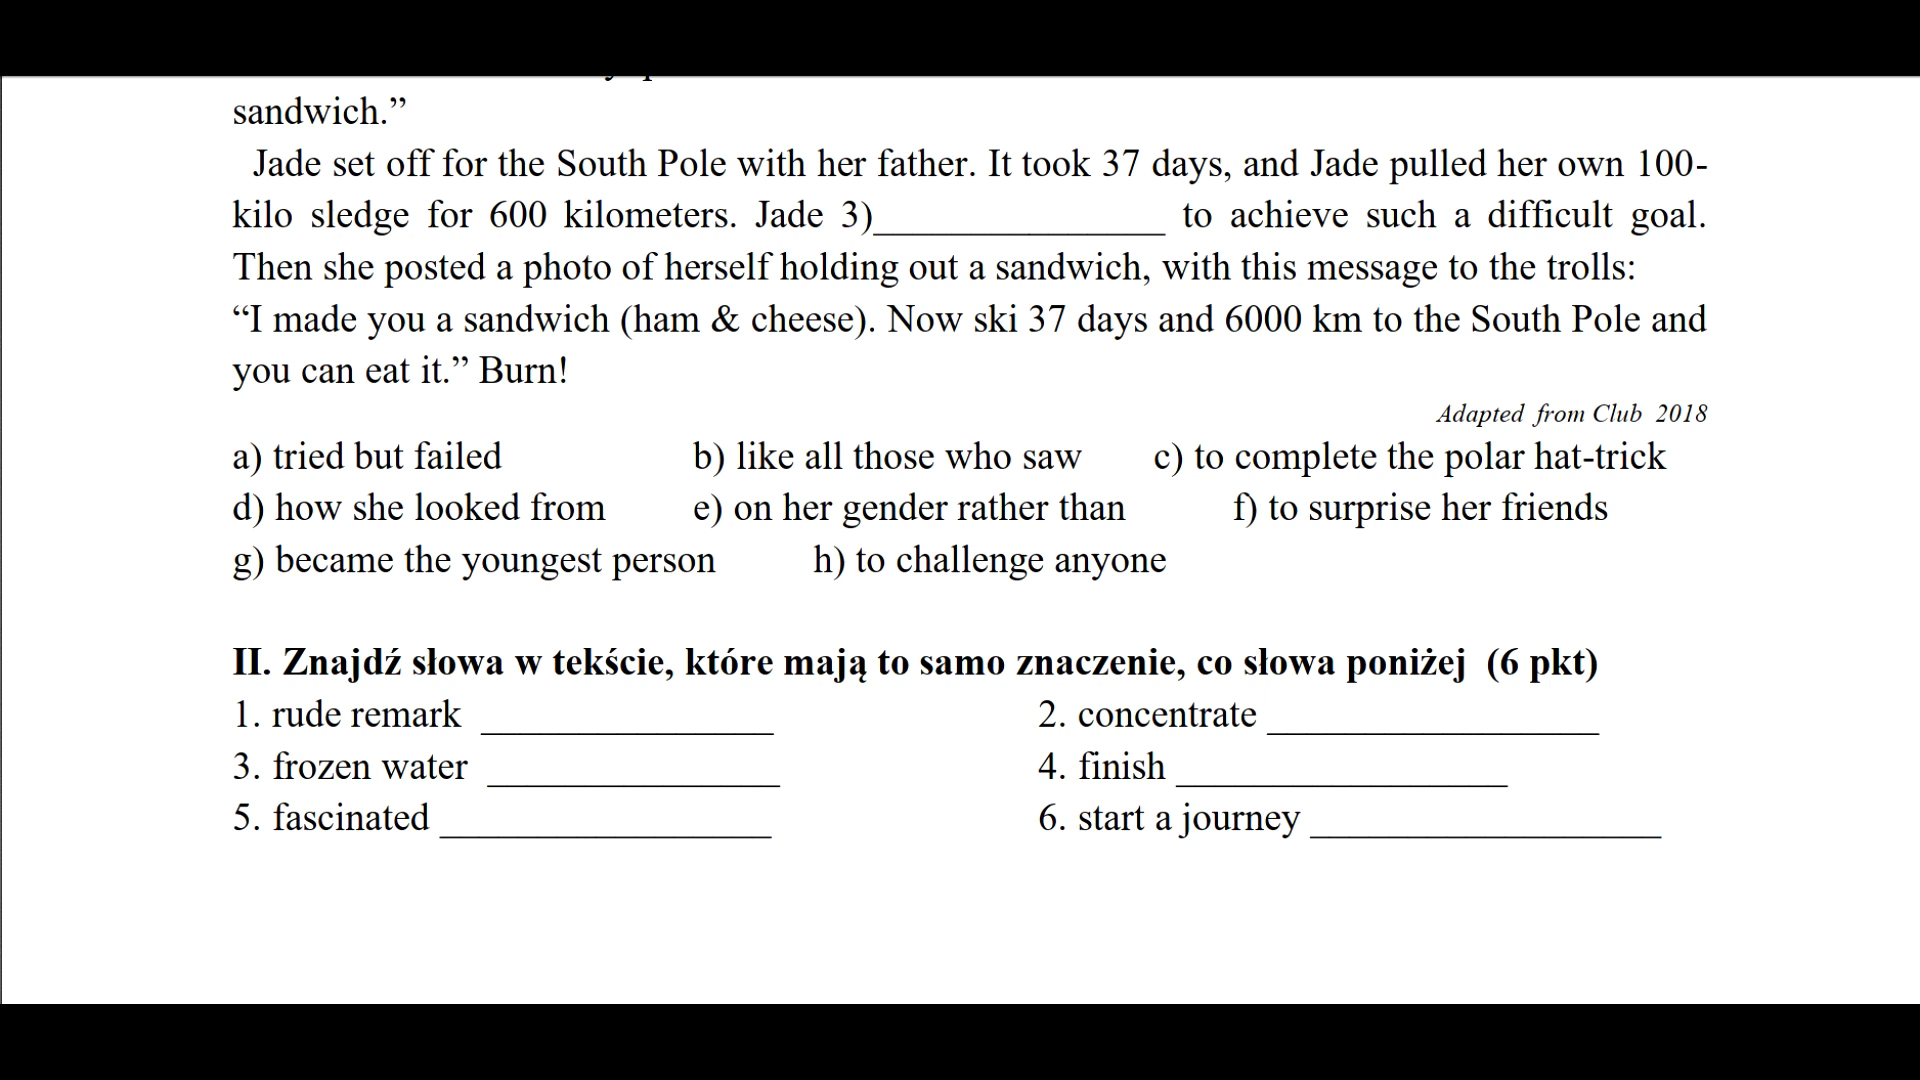 sandwich.”
Jade set off for the South Pole with her father. It took 37 days, and Jade pulled her own 100-
kilo sledge for 600 kilometers. Jade 3)_______________ to achieve such a difficult goal.
Then she posted a photo of herself holding out a sandwich, with this message to the trolls:
“I made you a sandwich (ham & cheese). Now ski 37 days and 6000 km to the South Pole and
you can eat it.” Burn!
Adapted from Club 2018
a) tried but failed b) like all those who saw c) to complete the polar hat-trick
d) how she looked from e) on her gender rather than f) to surprise her friends
g) became the youngest person h) to challenge anyone
II. Znajdź słowa w tekście, które mają to samo znaczenie, co słowa poniżej (6 pkt)
1. rude remark _______________ 2. concentrate _________________
3. frozen water _______________ 4. finish _________________
5. fascinated _________________ 6. start a journey __________________